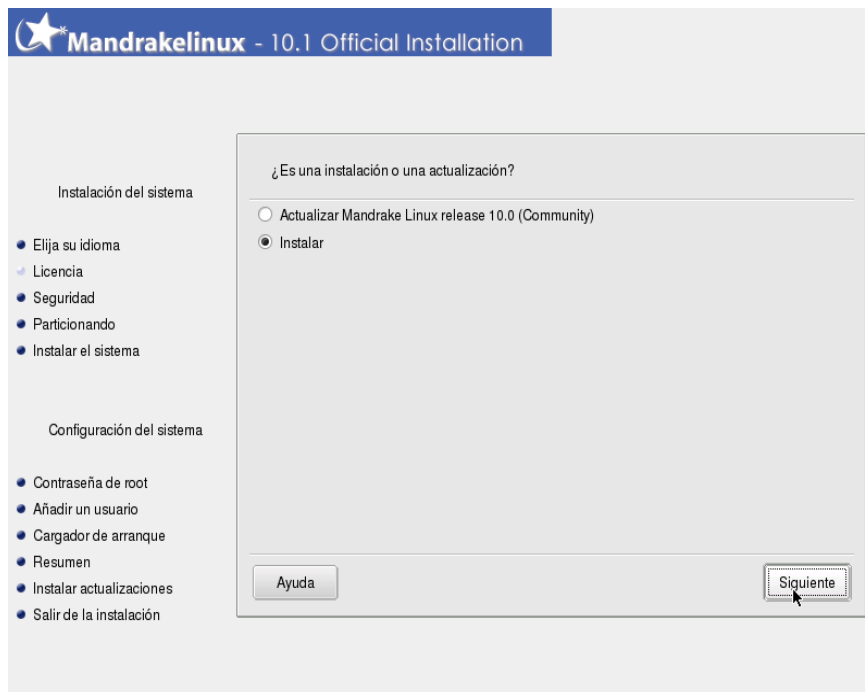 Mandrakelinux - 10.1 Official Installation
Instalación del sistema
Elija su idioma
Licencia
Seguridad
Particionando
Instalar el sistema
Configuración del sistema
Contraseña de root
Añadir un usuario
Cargador de arranque
Resumen
Instalar actualizaciones
Salir de la instalación
¿Es una instalación o una actualización?
Actualizar Mandrake Linux release 10.0 (Community)
Instalar
Ayuda
Siguiente